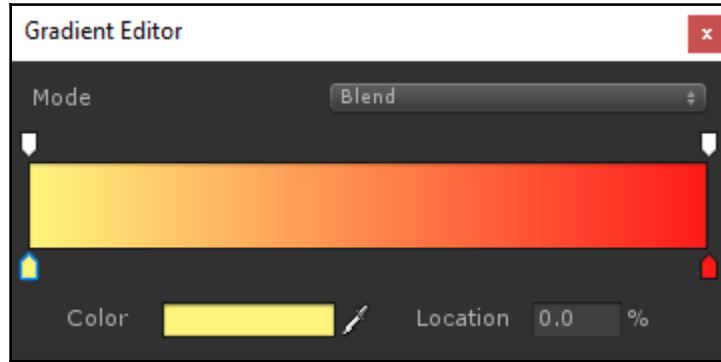 Gradient Editor x
Mode Blend
Color Location 0.0 %